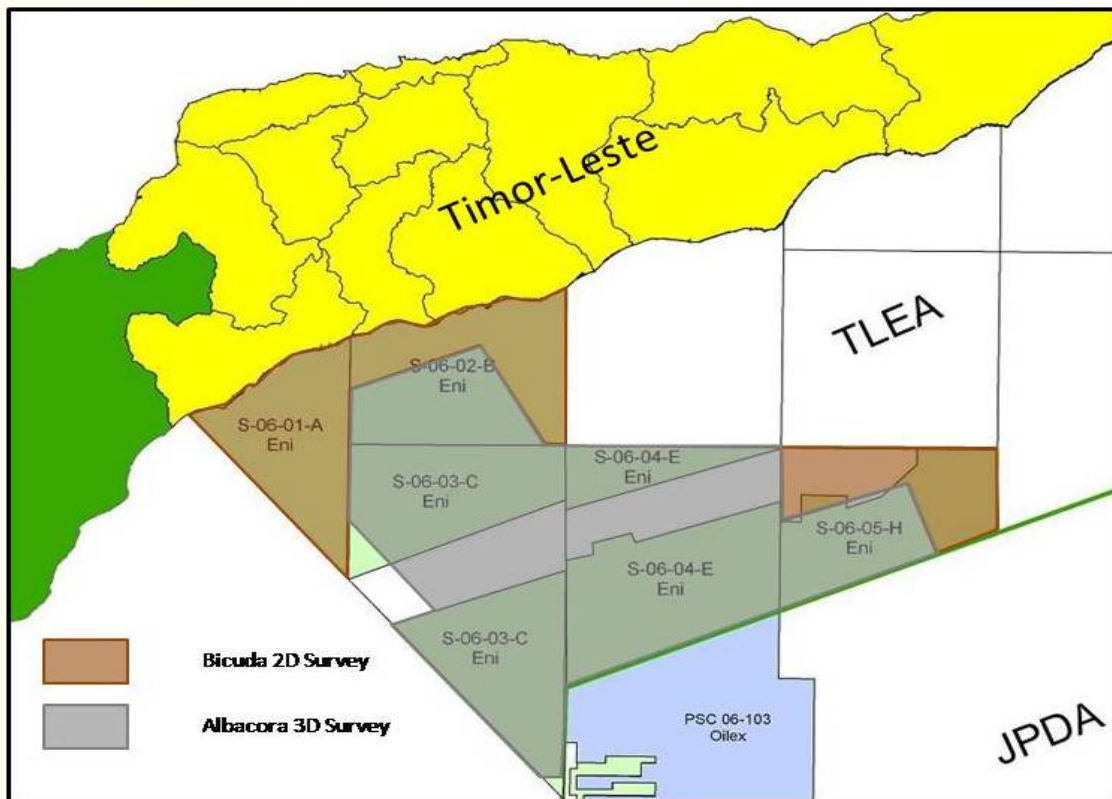 Timor-Leste
TLEA
S-06-02-B
Eni
S-06-01-A
Eni
S-06-04-E
Eni
S-06-03-C
Eni
S-06-05-H
Eni
S-06-04-E
Eni
S-06-03-C
Eni
Bicuda 2D Survey
Albacora 3D Survey
PSC 06-103
Oilex
JPDA